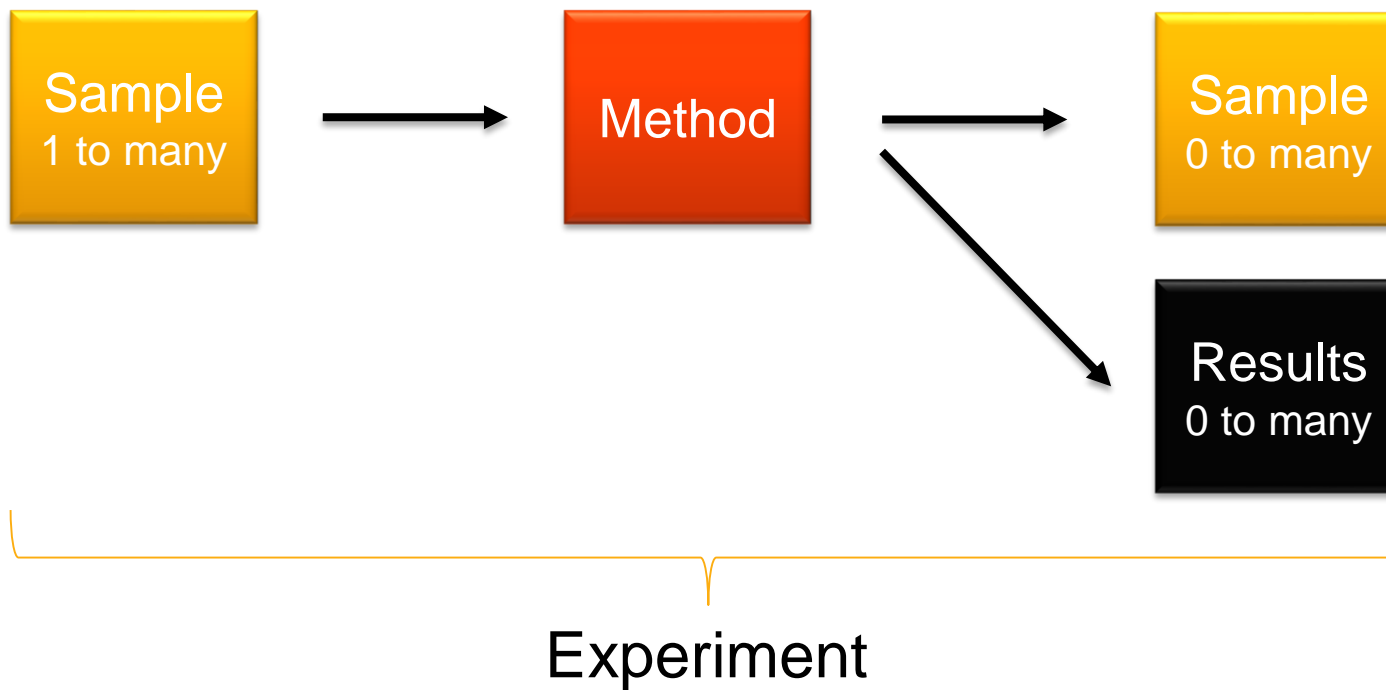 Sample
1 to many
Method
Sample
0 to many
Results
0 to many
Experiment